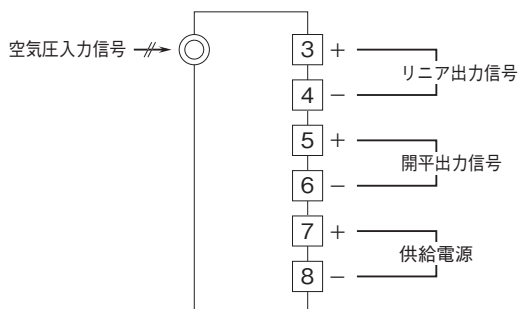 空気圧入力信号
3 +
リニア出力信号
4 −
5 +
開平出力信号
6 −
7 +
供給電源
8 −